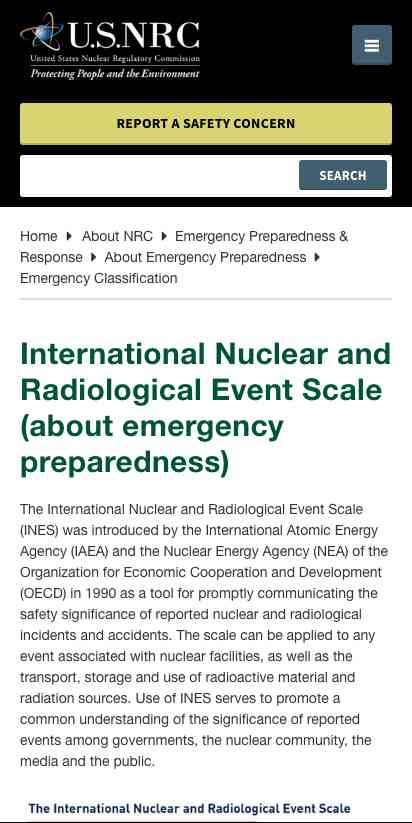 U.S.NRC
United States Nuclear Regulatory Commission
Protecting People and the Environment
REPORT A SAFETY CONCERN
SEARCH
Home About NRC Emergency Preparedness &
Response About Emergency Preparedness
Emergency Classification
International Nuclear and
Radiological Event Scale
(about emergency
preparedness)
The International Nuclear and Radiological Event Scale
(INES) was introduced by the International Atomic Energy
Agency (IAEA) and the Nuclear Energy Agency (NEA) of the
Organization for Economic Cooperation and Development
(OECD) in 1990 as a tool for promptly communicating the
safety significance of reported nuclear and radiological
incidents and accidents. The scale can be applied to any
event associated with nuclear facilities, as well as the
transport, storage and use of radioactive material and
radiation sources. Use of INES serves to promote a
common understanding of the significance of reported
events among governments, the nuclear community, the
media and the public.
The International Nuclear and Radiological Event Scale